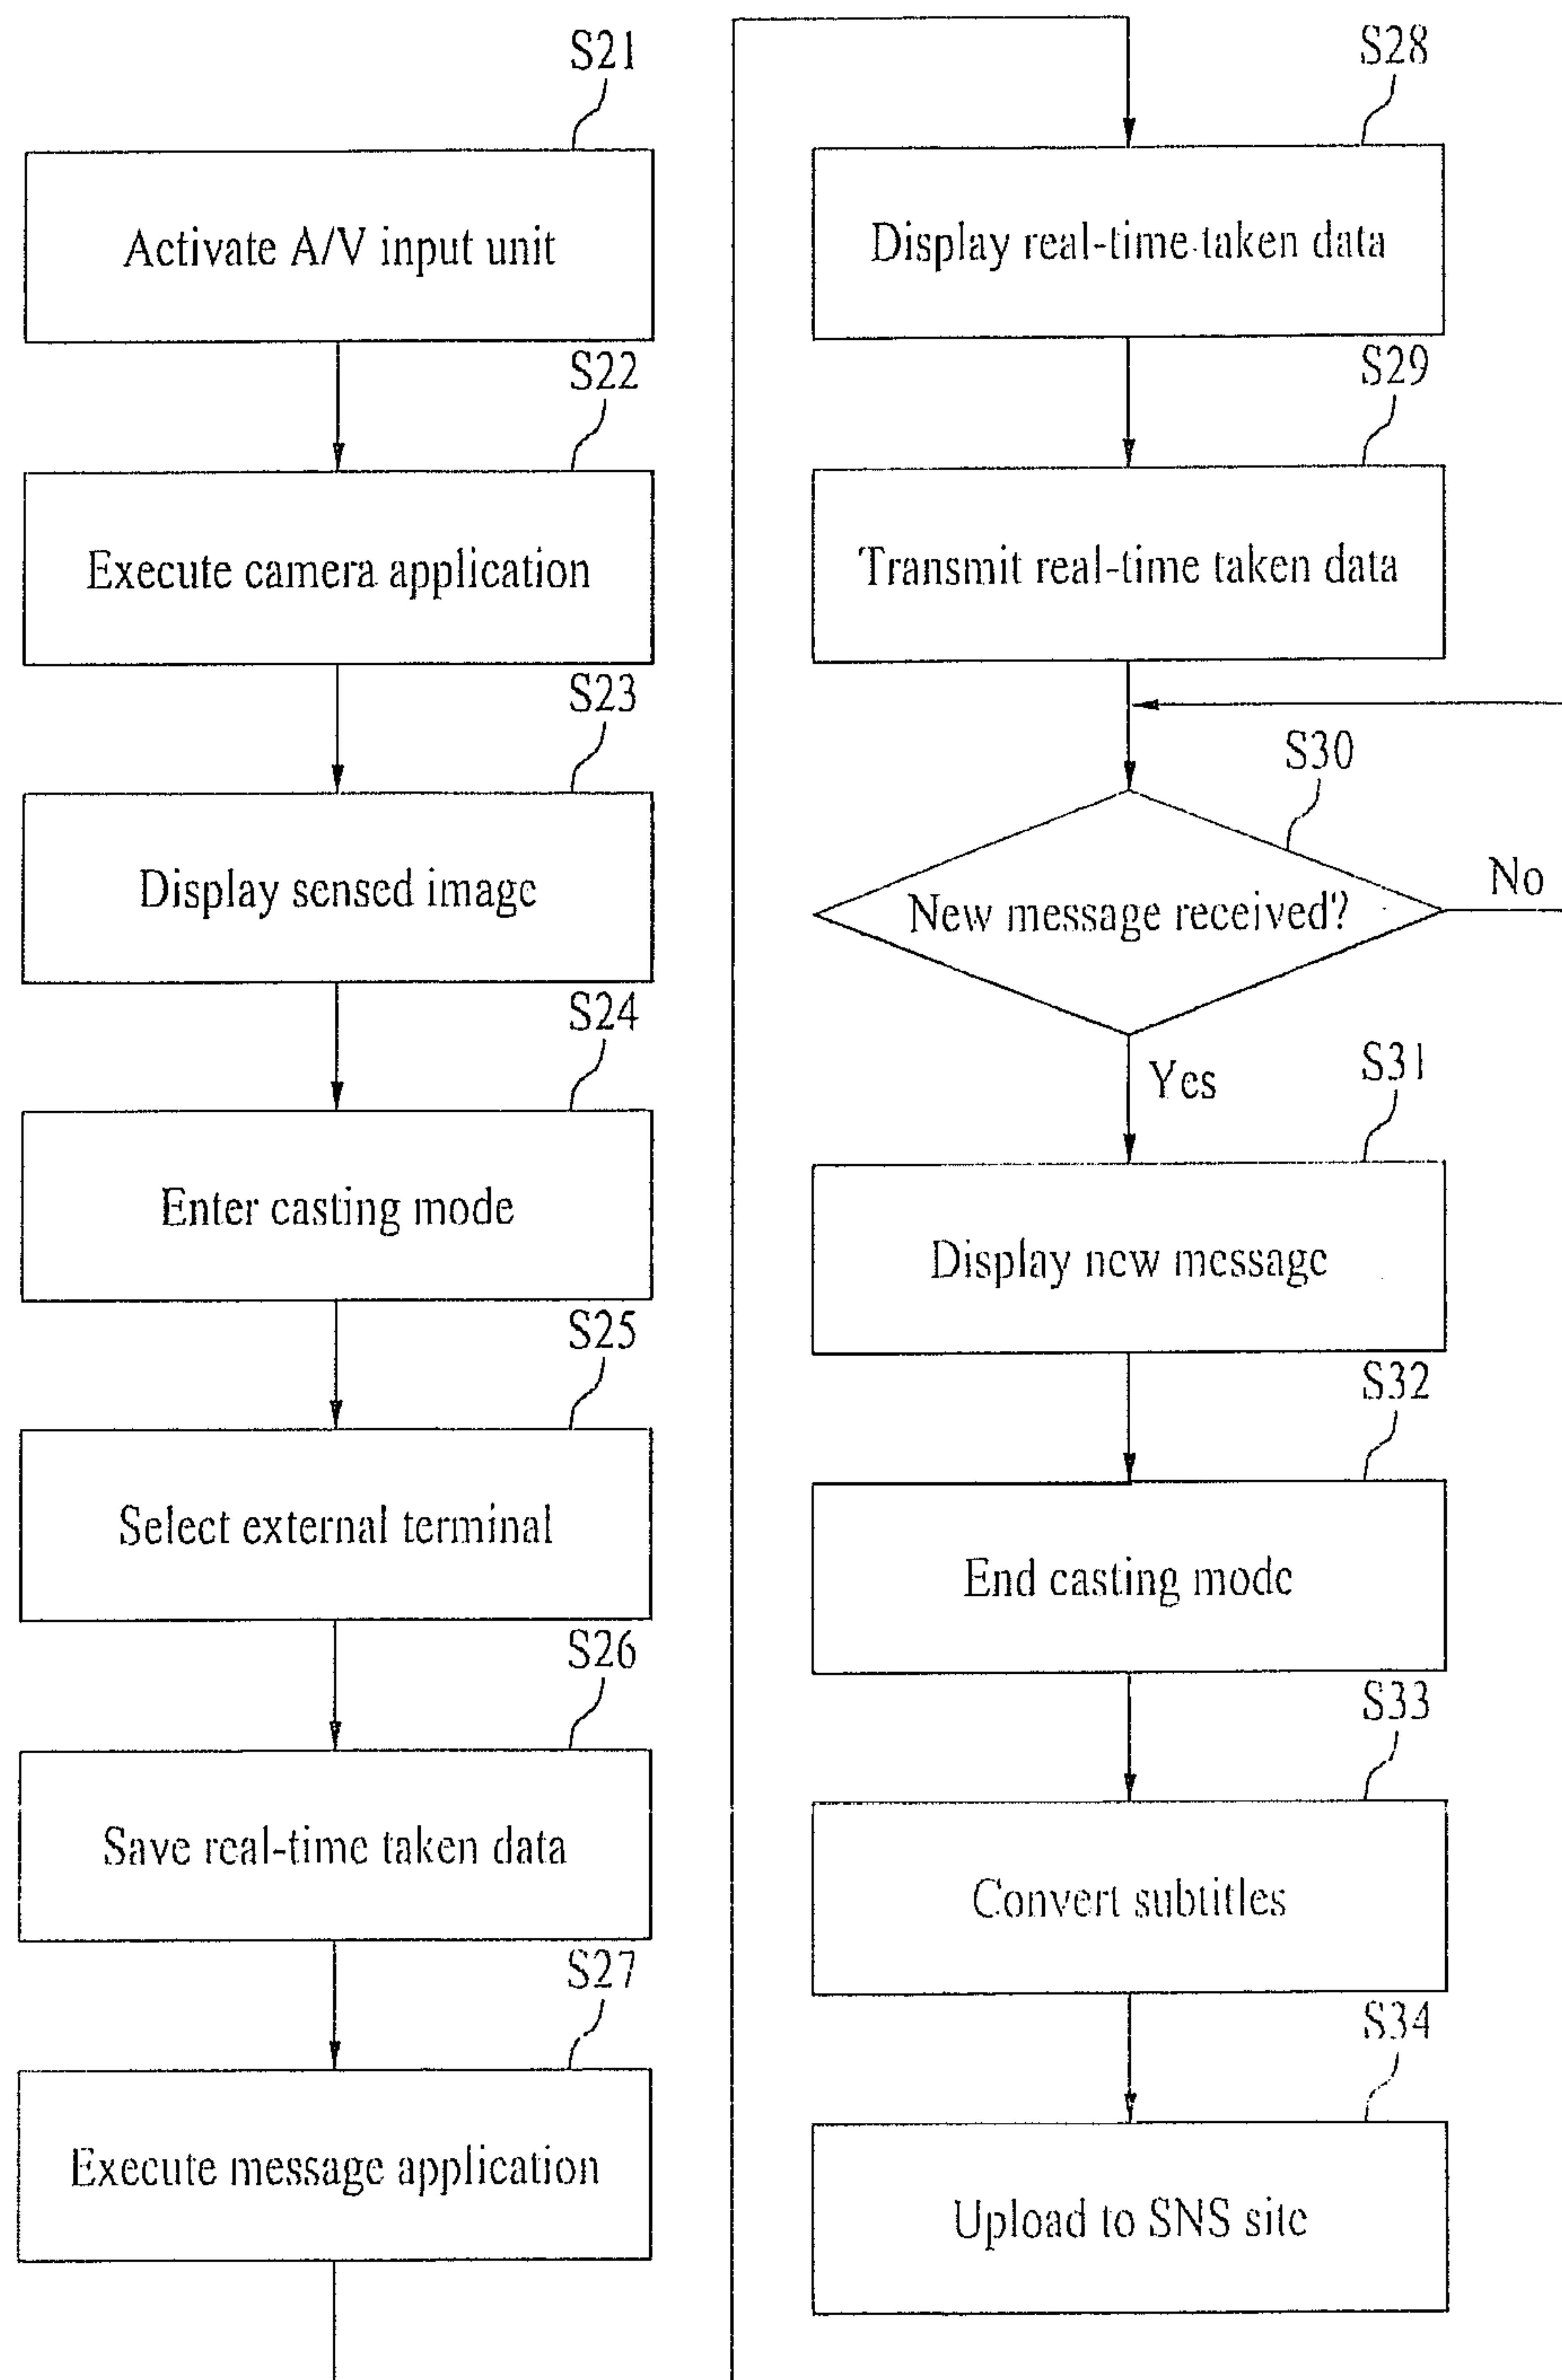 S21
Activate A/V input unit
S22
Execute camera application
S23
Display sensed image
S24
Enter casting mode
S25
Select external terminal
S26
Save real-time taken data
S27
Execute message application
S28
Display real-time taken data
S29
Transmit real-time taken data
S30
New message received?
No
Yes
S31
Display new message
S32
End casting mode
S33
Convert subtitles
S34
Upload to SNS site